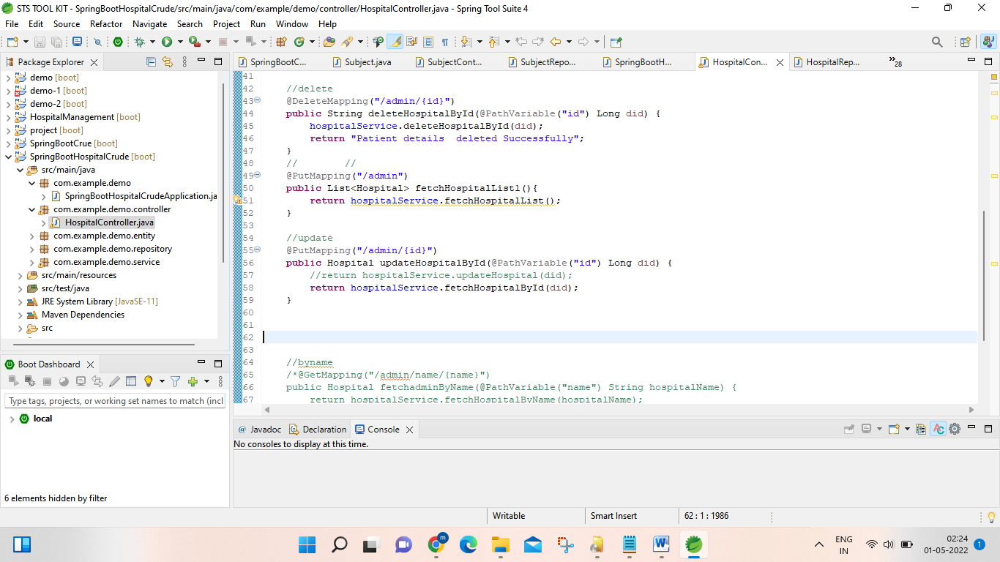 STS TOOL KIT - SpringBootHospitalCrude/src/main/java/com/example/demo/controller/HospitalController.java - Spring Tool Suite 4
File Edit Source Refactor Navigate Search Project Run Window Help
Package Explorer
demo [boot]
demo-1 [boot]
demo-2 [boot]
HospitalManagement [boot]
project [boot]
SpringBootCrue [boot]
SpringBootHospitalCrude [boot]
src/main/java
com.example.demo
SpringBootHospitalCrudeApplication.ja
com.example.demo.controller
HospitalController.java
com.example.demo.entity
com.example.demo.repository
com.example.demo.service
src/main/resources
src/test/java
JRE System Library [JavaSE-11]
Maven Dependencies
src
Boot Dashboard
Type tags, projects, or working set names to match (incl
local
6 elements hidden by filter
SpringBootC... Subject.java SubjectCont... SubjectRepo... SpringBootH... HospitalCon... HospitalRep... »28
41
42 //delete
43 @DeleteMapping("/admin/{id}")
44 public String deleteHospitalById(@PathVariable("id") Long did) {
45 hospitalService.deleteHospitalById(did);
46 return "Patient details  deleted Successfully";
47 }
48 // //
49 @PutMapping("/admin")
50 public List<Hospital> fetchHospitalList1(){
51 return hospitalService.fetchHospitalList();
52 }
53
54 //update
55 @PutMapping("/admin/{id}")
56 public Hospital updateHospitalById(@PathVariable("id") Long did) {
57 //return hospitalService.updateHospital(did);
58 return hospitalService.fetchHospitalById(did);
59 }
60
61
62
63
64 //byname
65 /*@GetMapping("/admin/name/{name}")
66 public Hospital fetchadminByName(@PathVariable("name") String hospitalName) {
67 return hospitalService.fetchHospitalByName(hospitalName);
@ Javadoc Declaration Console
No consoles to display at this time.
Writable Smart Insert 62 : 1 : 1986
m
ENG
IN
02:24
01-05-2022
1